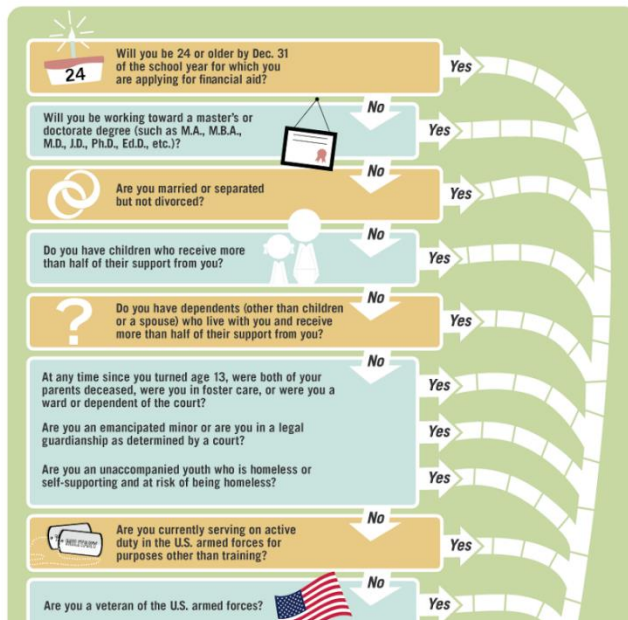 24
Will you be 24 or older by Dec. 31
of the school year for which you
are applying for financial aid?
Yes
No
Will you be working toward a master's or
doctorate degree (such as M.A., M.B.A.,
M.D., J.D., Ph.D., Ed.D., etc.)?
Yes
No
Are you married or separated
but not divorced?
Yes
No
Do you have children who receive more
than half of their support from you?
Yes
No
?
Do you have dependents (other than children
or a spouse) who live with you and receive
more than half of their support from you?
Yes
No
At any time since you turned age 13, were both of your
parents deceased, were you in foster care, or were you a
ward or dependent of the court?
Yes
Are you an emancipated minor or are you in a legal
guardianship as determined by a court?
Yes
Are you an unaccompanied youth who is homeless or
self-supporting and at risk of being homeless?
Yes
No
MILITARY
Are you currently serving on active
duty in the U.S. armed forces for
purposes other than training?
Yes
No
Are you a veteran of the U.S. armed forces?
Yes